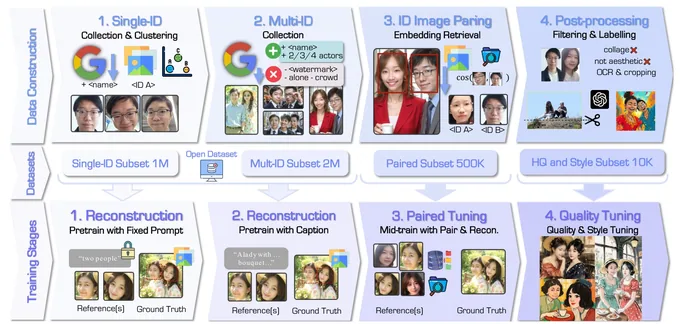 Data Construction
1. Single-ID
Collection & Clustering
+ <name>
<ID A>
A
B
C
2. Multi-ID
Collection
+ <name>
+ 2/3/4 actors
- <watermark>
- alone - crowd
3. ID Image Paring
Embedding Retrieval
cos( , )
<ID A>
<ID B>
4. Post-processing
Filtering & Labelling
collage
not aesthetic
OCR & cropping
Datasets
Single-ID Subset 1M
Open Dataset
Multi-ID Subset 2M
Paired Subset 500K
HQ and Style Subset 10K
Training Stages
1. Reconstruction
Pretrain with Fixed Prompt
"two people"
Reference(s)
Ground Truth
2. Reconstruction
Pretrain with Caption
"A lady with ...
bouquet..."
Reference(s)
Ground Truth
3. Paired Tuning
Mid-train with Pair & Recon.
Reference(s)
Ground Truth
4. Quality Tuning
Quality & Style Tuning